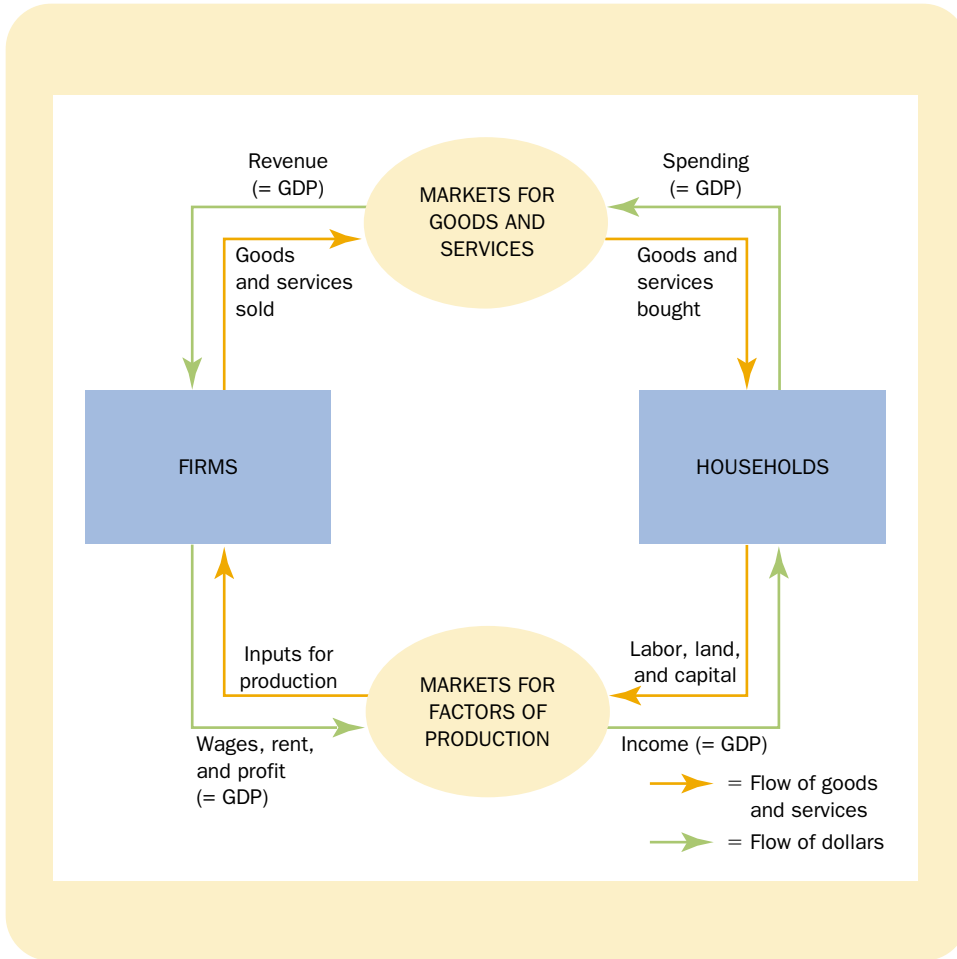 Revenue
(= GDP)
Spending
(= GDP)
MARKETS FOR
GOODS AND
SERVICES
Goods
and services
sold
Goods and
services
bought
FIRMS
HOUSEHOLDS
Inputs for
production
Labor, land,
and capital
MARKETS FOR
FACTORS OF
PRODUCTION
Wages, rent,
and profit
(= GDP)
Income (= GDP)
= Flow of goods
and services
= Flow of dollars